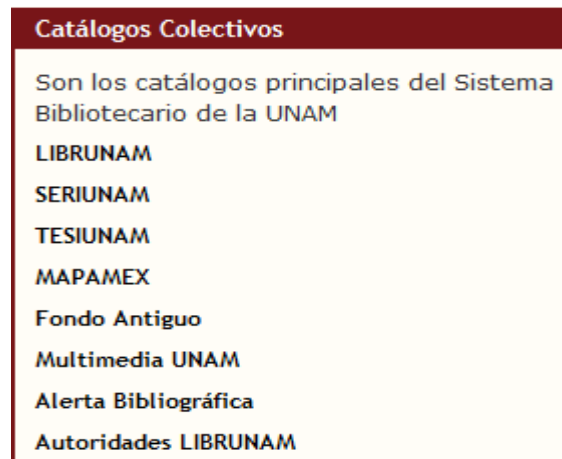 Catálogos Colectivos
Son los catálogos principales del Sistema
Bibliotecario de la UNAM
LIBRUNAM
SERIUNAM
TESIUNAM
MAPAMEX
Fondo Antiguo
Multimedia UNAM
Alerta Bibliográfica
Autoridades LIBRUNAM